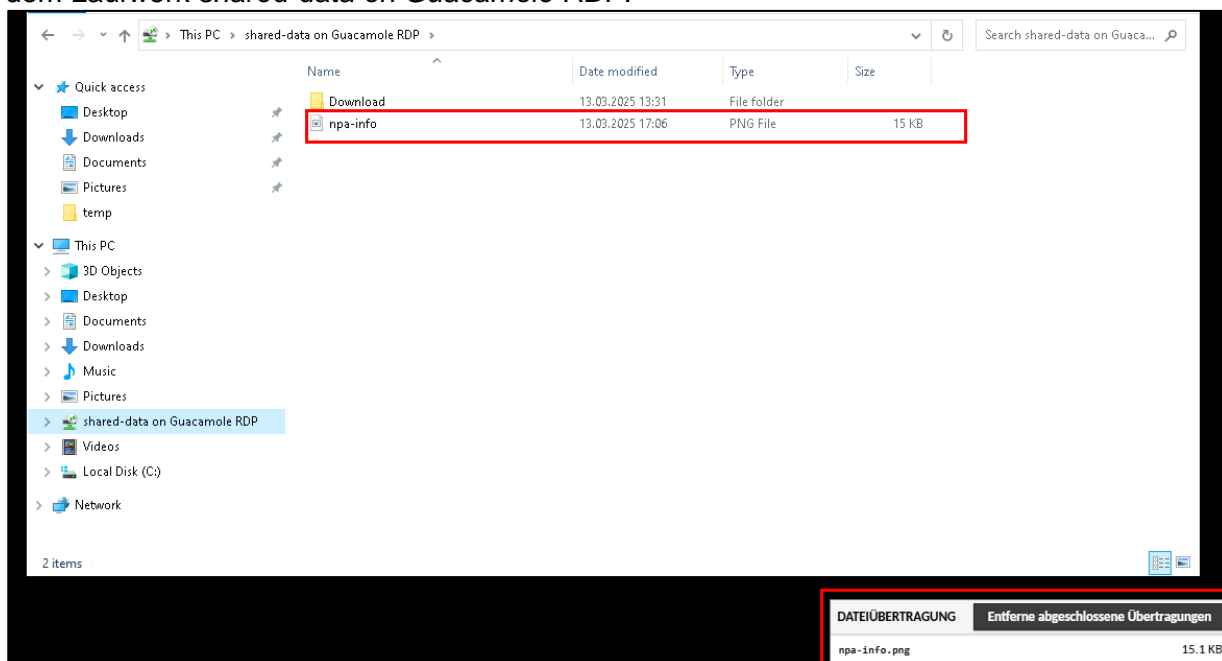 dem Laufwerk shared-data on Guacamole RDP:
This PC > shared-data on Guacamole RDP >
Search shared-data on Guaca...
Name Date modified Type Size
Quick access
Desktop
Downloads
Documents
Pictures
temp
This PC
3D Objects
Desktop
Documents
Downloads
Music
Pictures
shared-data on Guacamole RDP
Videos
Local Disk (C:)
Network
Download 13.03.2025 13:31 File folder
npa-info 13.03.2025 17:06 PNG File 15 KB
2 items
DATEIÜBERTRAGUNG Entferne abgeschlossene Übertragungen
npa-info.png 15.1 KB